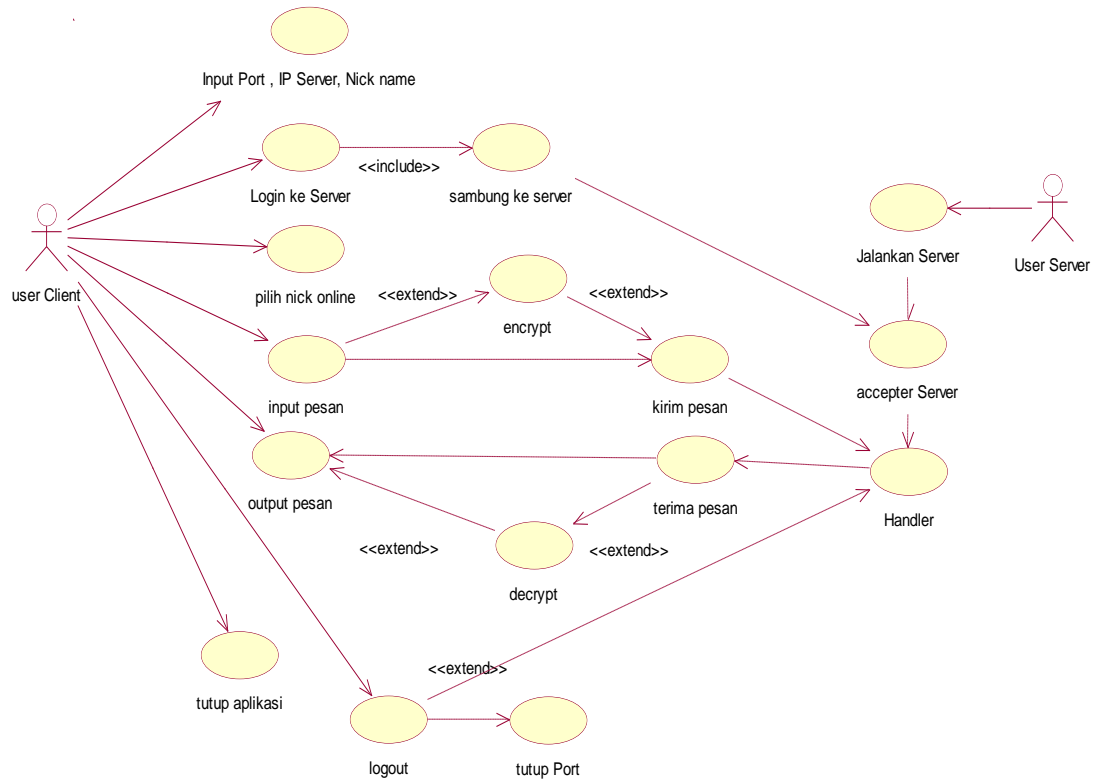 Input Port , IP Server, Nick name
Login ke Server
<<include>>
sambung ke server
Jalankan Server
User Server
user Client
pilih nick online
<<extend>>
encrypt
<<extend>>
input pesan
kirim pesan
accepter Server
output pesan
terima pesan
Handler
<<extend>>
decrypt
<<extend>>
tutup aplikasi
<<extend>>
logout
tutup Port